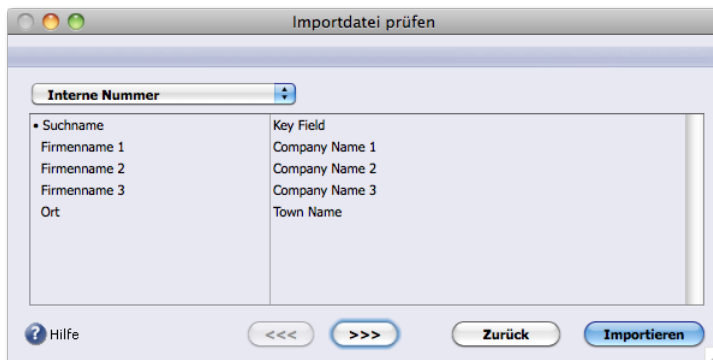 Importdatei prüfen
Interne Nummer
• Suchname Key Field
Firmenname 1 Company Name 1
Firmenname 2 Company Name 2
Firmenname 3 Company Name 3
Ort Town Name
? Hilfe <<< >>> Zurück Importieren